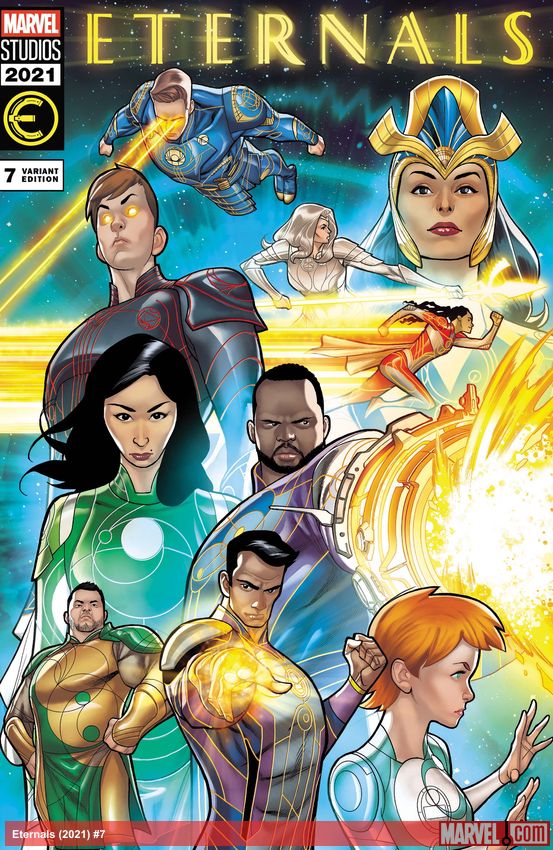 MARVEL
STUDIOS
2021
ETERNALS
7 VARIANT
EDITION
Eternals (2021) #7
MARVEL.com